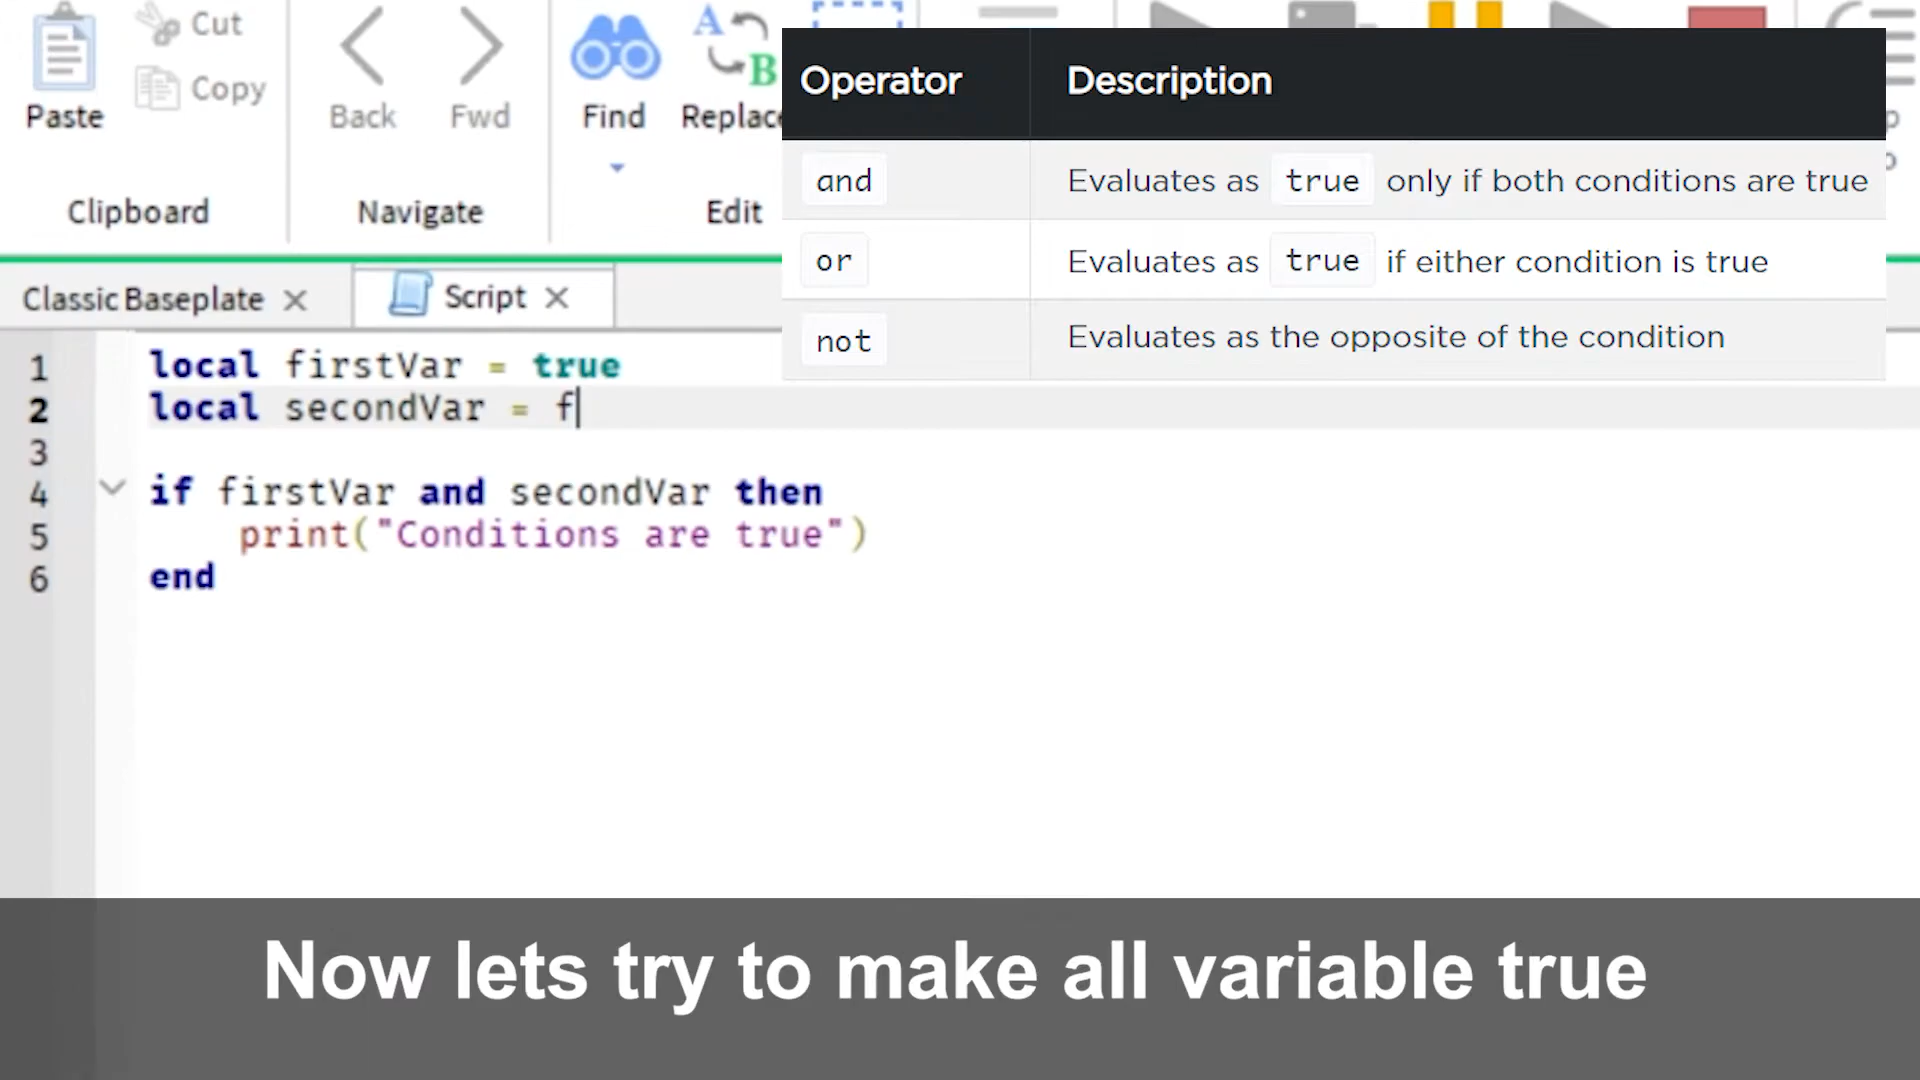 Cut
Copy
Paste
Clipboard
Back
Fwd
Navigate
Find
Edit
Operator
Description
and
Evaluates as true only if both conditions are true
or
Evaluates as true if either condition is true
not
Evaluates as the opposite of the condition
Classic Baseplate
Script
1 local firstVar = true
2 local secondVar = f
3
4 if firstVar and secondVar then
5 print("Conditions are true")
6 end
Now lets try to make all variable true